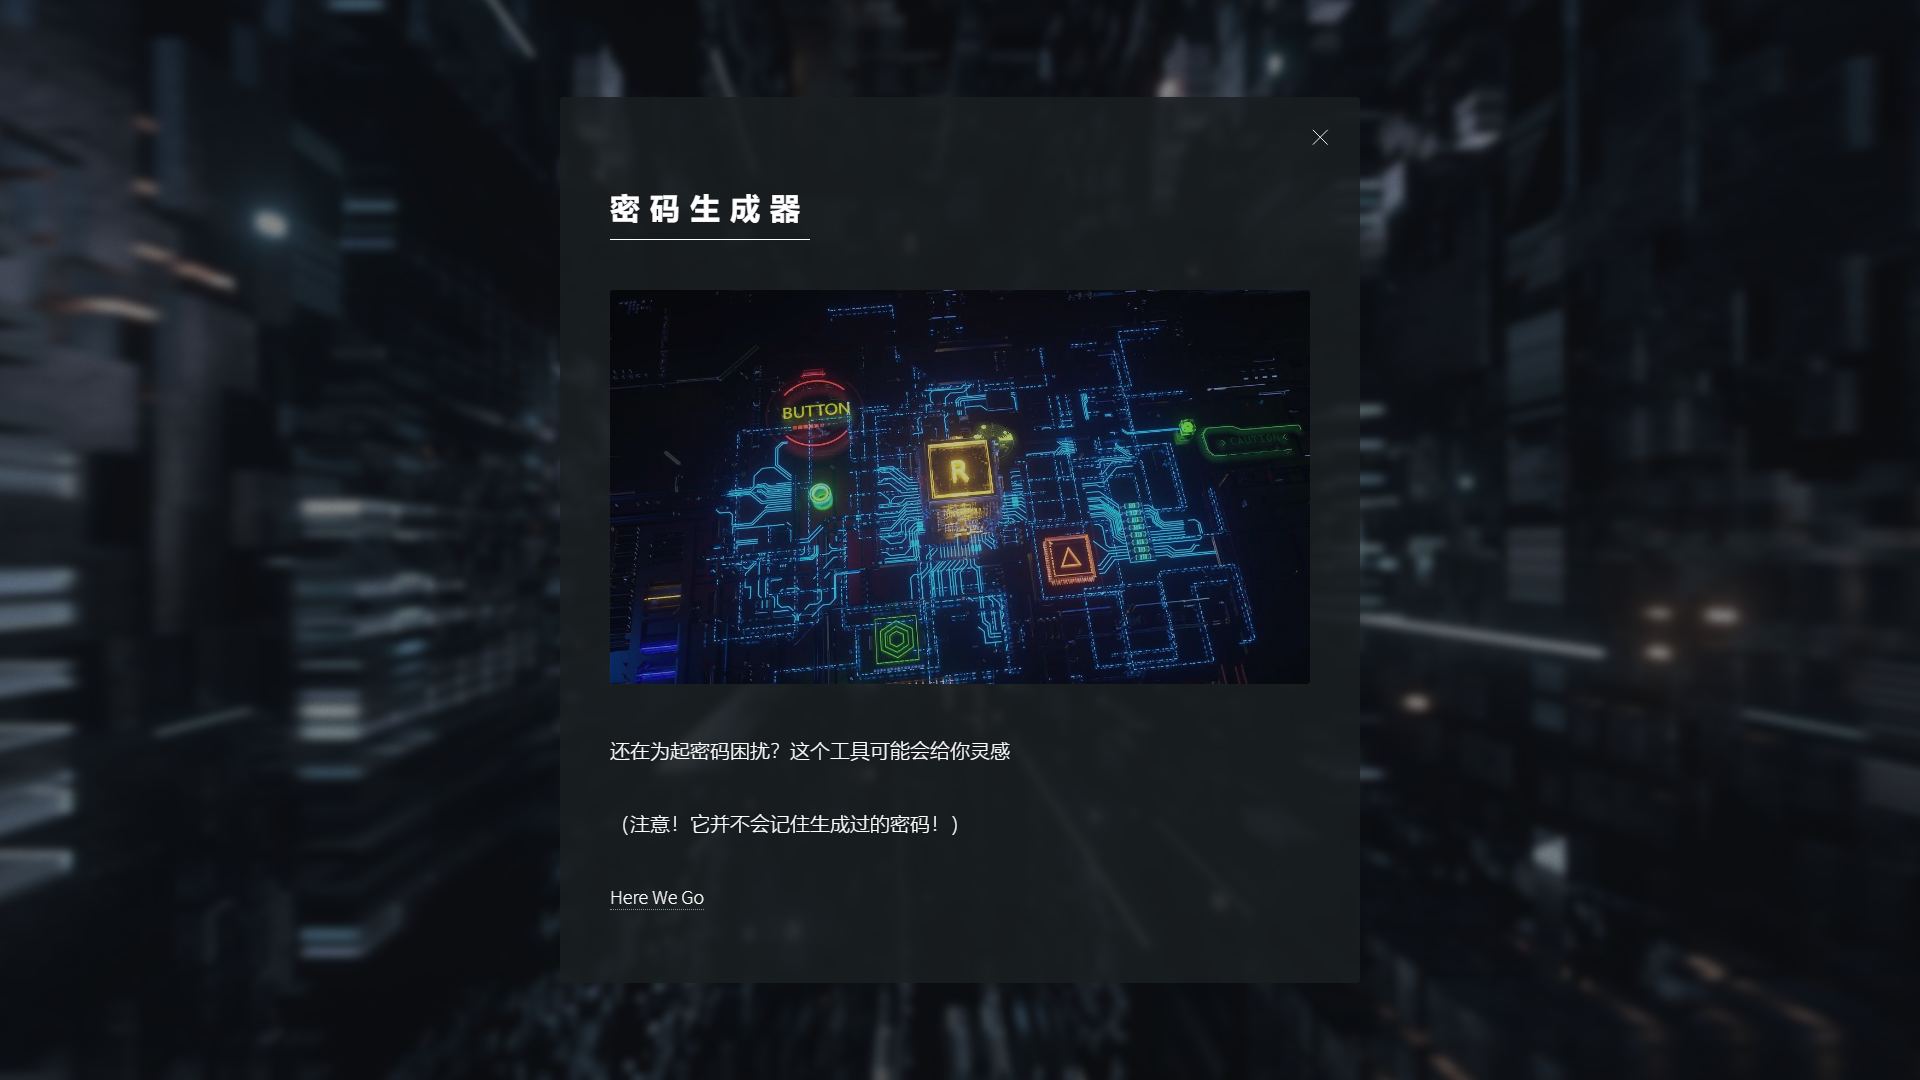 密码生成器
BUTTON
R
CAUTION
还在为起密码困扰？这个工具可能会给你灵感
（注意！它并不会记住生成过的密码！）
Here We Go